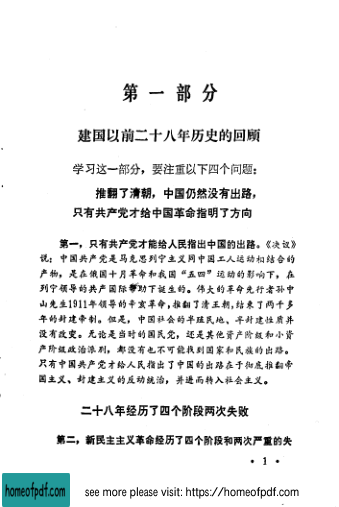 第一部分
建国以前二十八年历史的回顾
学习这一部分，要注重以下四个问题：
推翻了清朝，中国仍然没有出路，
只有共产党才给中国革命指明了方向
第一，只有共产党才能给人民指出中国的出路。《决议》
说：中国共产党是马克思列宁主义同中国工人运动相结合的
产物，是在俄国十月革命和我国“五四”运动的影响下，在
列宁领导的共产国际帮助下诞生的。伟大的革命先行者孙中
山先生1911年领导的辛亥革命，推翻了清王朝，结束了两千多
年的封建帝制。但是，中国社会的半殖民地、半封建性质并
没有改变。无论是当时的国民党，还是其他资产阶级和小资
产阶级政治派别，都没有也不可能找到国家和民族的出路。
只有中国共产党才给人民指出了中国的出路在于彻底推翻帝
国主义、封建主义的反动统治，并进而转入社会主义。
二十八年经历了四个阶段两次失败
第二，新民主主义革命经历了四个阶段和两次严重的失
• 1 •
homeofpdf.com
see more please visit: https://homeofpdf.com